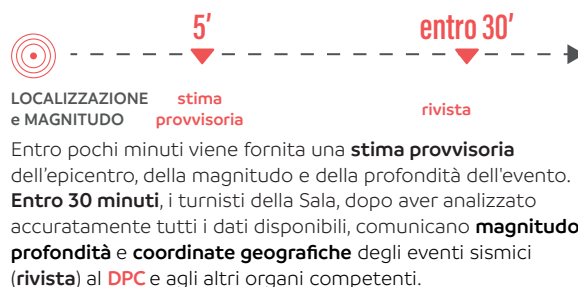 5’ entro 30’
LOCALIZZAZIONE
e MAGNITUDO
stima
provvisoria
rivista
Entro pochi minuti viene fornita una stima provvisoria
dell’epicentro, della magnitudo e della profondità dell’evento.
Entro 30 minuti, i turnisti della Sala, dopo aver analizzato
accuratamente tutti i dati disponibili, comunicano magnitudo
profondità e coordinate geografiche degli eventi sismici
(rivista) al DPC e agli altri organi competenti.